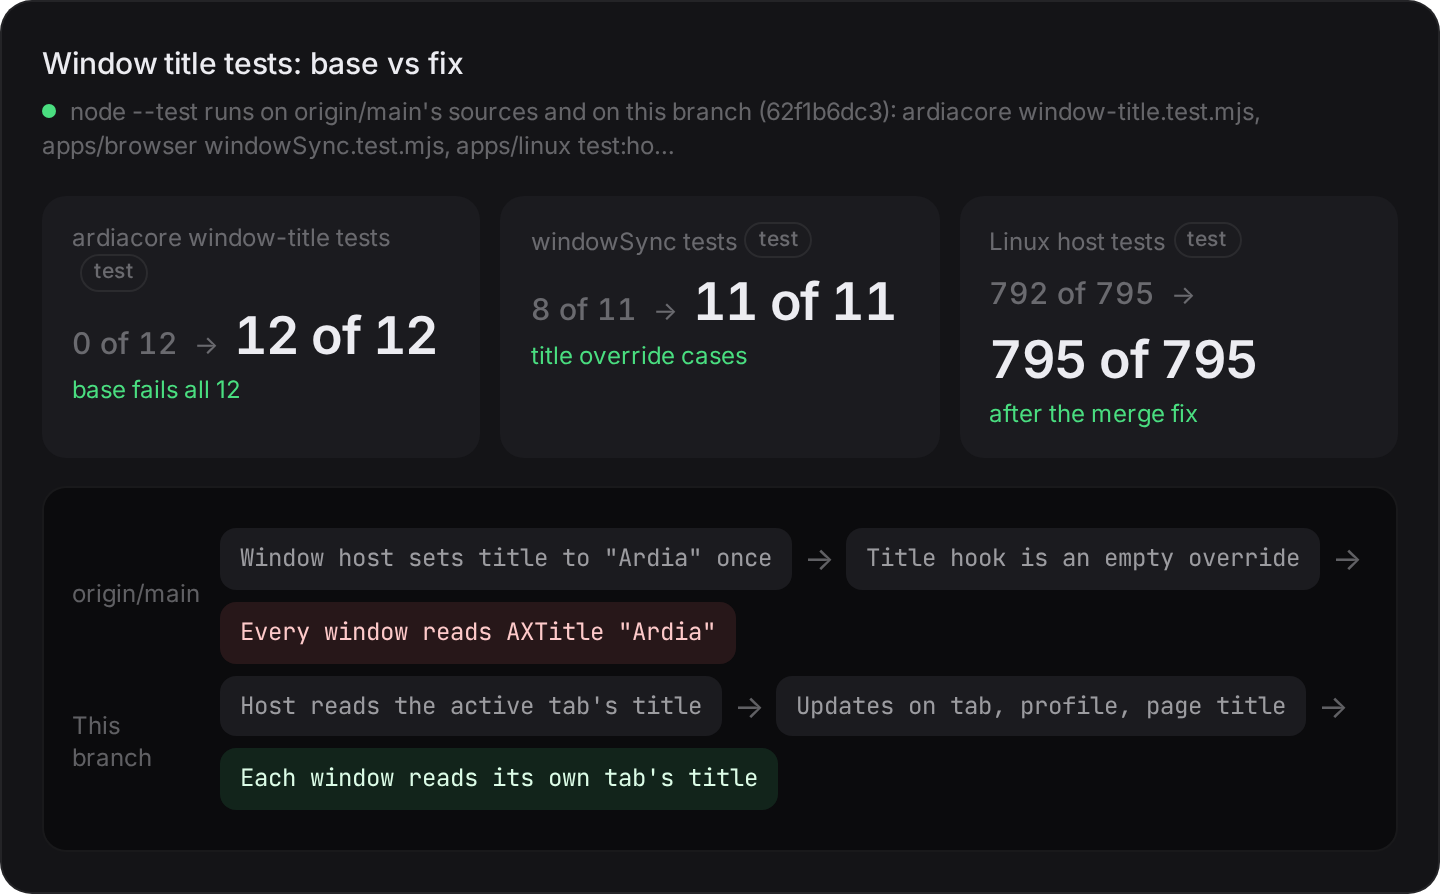 Window title tests: base vs fix
node --test runs on origin/main's sources and on this branch (62f1b6dc3): ardiacore window-title.test.mjs,
apps/browser windowSync.test.mjs, apps/linux test:ho...
ardiacore window-title tests
test
0 of 12 → 12 of 12
base fails all 12
windowSync tests test
8 of 11 → 11 of 11
title override cases
Linux host tests test
792 of 795 →
795 of 795
after the merge fix
origin/main
Window host sets title to "Ardia" once → Title hook is an empty override →
Every window reads AXTitle "Ardia"
This
branch
Host reads the active tab's title → Updates on tab, profile, page title →
Each window reads its own tab's title